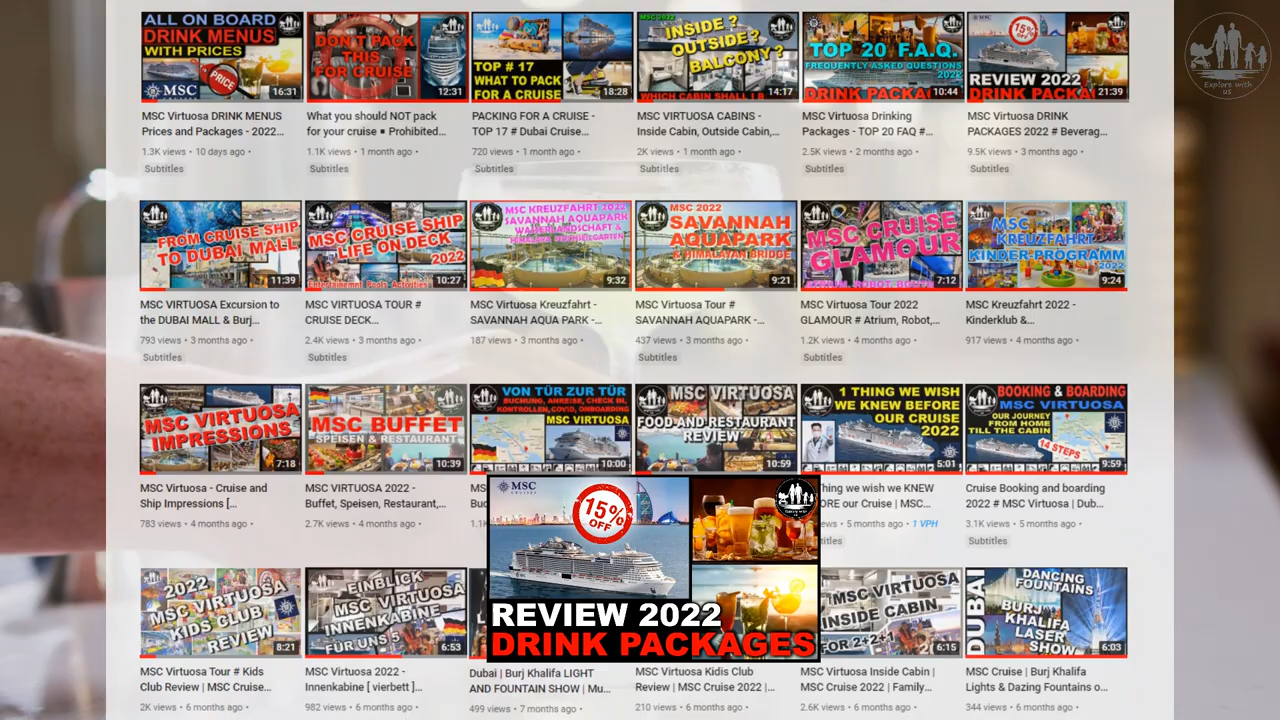 ALL ON BOARD
DRINK MENUS
WITH PRICES
PRICE
MSC
16:31
DON'T PACK
THIS
FOR CRUISE
12:31
TOP # 17
WHAT TO PACK
FOR A CRUISE
18:28
MSC 2022
INSIDE ?
OUTSIDE ?
BALCONY ?
WHICH CABIN SHALL I B
14:17
TOP 20 F.A.Q.
FREQUENTLY ASKED QUESTIONS
2022
DRINK PACKA
10:44
15%
REVIEW 2022
DRINK PACKA
21:39
Explore with
us
MSC Virtuosa DRINK MENUS
Prices and Packages - 2022...
1.3K views • 10 days ago •
Subtitles
What you should NOT pack
for your cruise ▪ Prohibited...
1.1K views • 1 month ago •
Subtitles
PACKING FOR A CRUISE -
TOP 17 # Dubai Cruise...
720 views • 1 month ago •
Subtitles
MSC VIRTUOSA CABINS -
Inside Cabin, Outside Cabin,...
2K views • 1 month ago •
Subtitles
MSC Virtuosa Drinking
Packages - TOP 20 FAQ #...
2.5K views • 2 months ago •
Subtitles
MSC Virtuosa DRINK
PACKAGES 2022 # Beverag...
9.5K views • 3 months ago •
Subtitles
FROM CRUISE SHIP
TO DUBAI MALL
11:39
MSC CRUISE SHIP
LIFE ON DECK
2022
Entertainemnt Pools Activities
10:27
MSC KREUZFAHRT 2022
SAVANNAH AQUAPARK
9:32
MSC 2022
SAVANNAH
AQUAPARK
& HIMALAYAN BRIDGE
9:21
MSC CRUISE
GLAMOUR
7:12
MSC
KREUZFAHRT
KINDER-PROGRAMM
2022
9:24
MSC VIRTUOSA Excursion to
the DUBAI MALL & Burj...
793 views • 3 months ago •
Subtitles
MSC VIRTUOSA TOUR #
CRUISE DECK...
2.4K views • 3 months ago •
Subtitles
MSC Virtuosa Kreuzfahrt -
SAVANNAH AQUA PARK -...
187 views • 3 months ago •
MSC Virtuosa Tour #
SAVANNAH AQUAPARK -...
437 views • 3 months ago •
Subtitles
MSC Virtuosa Tour 2022
GLAMOUR # Atrium, Robot,...
1.2K views • 4 months ago •
Subtitles
MSC Kreuzfahrt 2022 -
Kinderklub &...
917 views • 4 months ago •
MSC VIRTUOSA
IMPRESSIONS
7:18
MSC BUFFET
SPEISEN & RESTAURANT
10:39
VON TÜR ZUR TÜR
BUCHUNG, ANREISE, CHECK IN,
KONTROLLEN, COVID, ONBOARDING
MSC VIRTUOSA
10:00
MSC VIRTUOSA
FOOD AND RESTAURANT
REVIEW
10:59
1 THING WE WISH
WE KNEW BEFORE
OUR CRUISE
2022
5:01
BOOKING & BOARDING
MSC VIRTUOSA
OUR JOURNEY
FROM HOME
TILL THE CABIN
14 STEPS
9:59
MSC Virtuosa - Cruise and
Ship Impressions [...
783 views • 4 months ago •
MSC VIRTUOSA 2022 -
Buffet, Speisen, Restaurant,...
2.7K views • 4 months ago •
Thing we wish we KNEW
ORE our Cruise | MSC...
ews • 5 months ago • 1 VPH
Cruise Booking and boarding
2022 # MSC Virtuosa | Dub...
3.1K views • 5 months ago •
Subtitles
MSC
CRUISES
15%
OFF
REVIEW 2022
DRINK PACKAGES
2022
MSC VIRTUOSA
KIDS CLUB
REVIEW
8:21
EINBLICK
MSC VIRTUOSA
INNENKABINE
FÜR UNS 5
6:53
MSC VIRTUOSA
INSIDE CABIN
FOR 2+2+1
6:15
DUBAI
DANCING
FOUNTAINS
BURJ
KHALIFA
LASER
SHOW
6:03
MSC Virtuosa Tour # Kids
Club Review | MSC Cruise...
2K views • 6 months ago •
MSC Virtuosa 2022 -
Innenkabine [ vierbett ]...
982 views • 6 months ago •
Dubai | Burj Khalifa LIGHT
AND FOUNTAIN SHOW | Mu...
499 views • 7 months ago •
MSC Virtuosa Kidis Club
Review | MSC Cruise 2022 |...
210 views • 6 months ago •
MSC Virtuosa Inside Cabin |
MSC Cruise 2022 | Family...
2.6K views • 6 months ago •
MSC Cruise | Burj Khalifa
Lights & Dazing Fountains o...
344 views • 6 months ago •